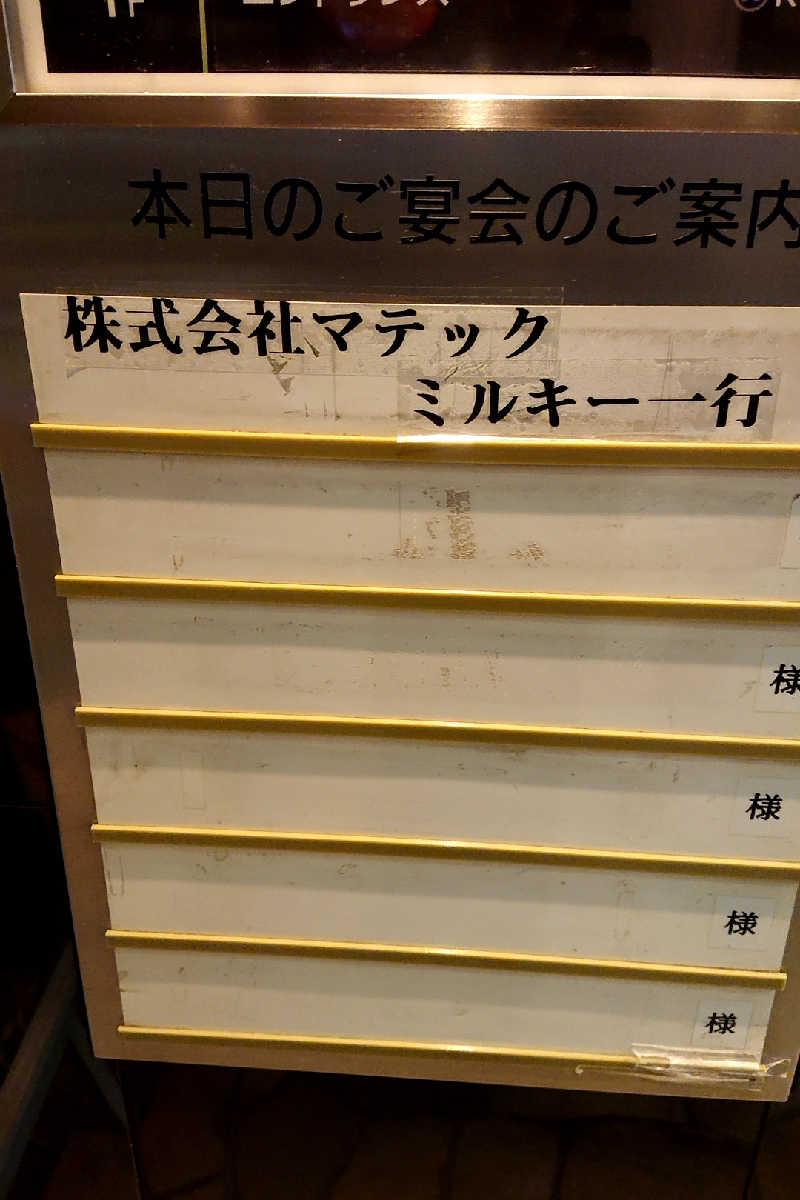 本日のご宴会のご案内
株式会社マテック
ミルキー一行
様
様
様
様